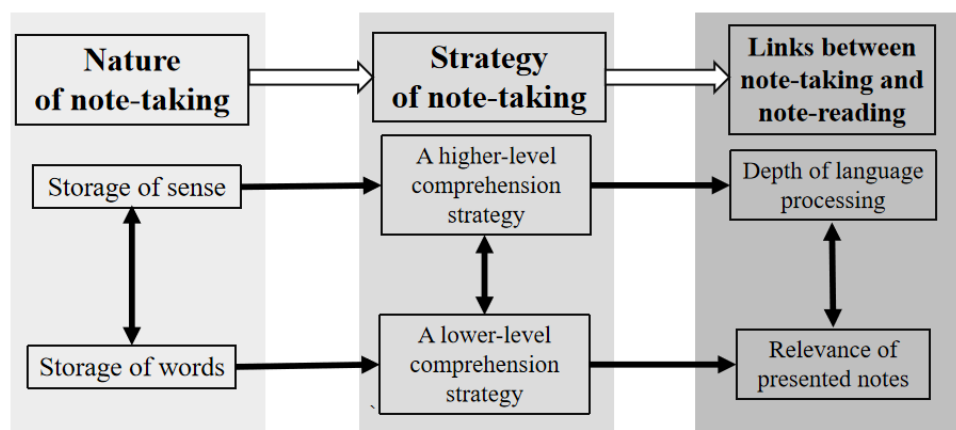 Nature
of note-taking
Strategy
of note-taking
Links between
note-taking and
note-reading
Storage of sense
A higher-level
comprehension
strategy
Depth of language
processing
Storage of words
A lower-level
comprehension
strategy
Relevance of
presented notes